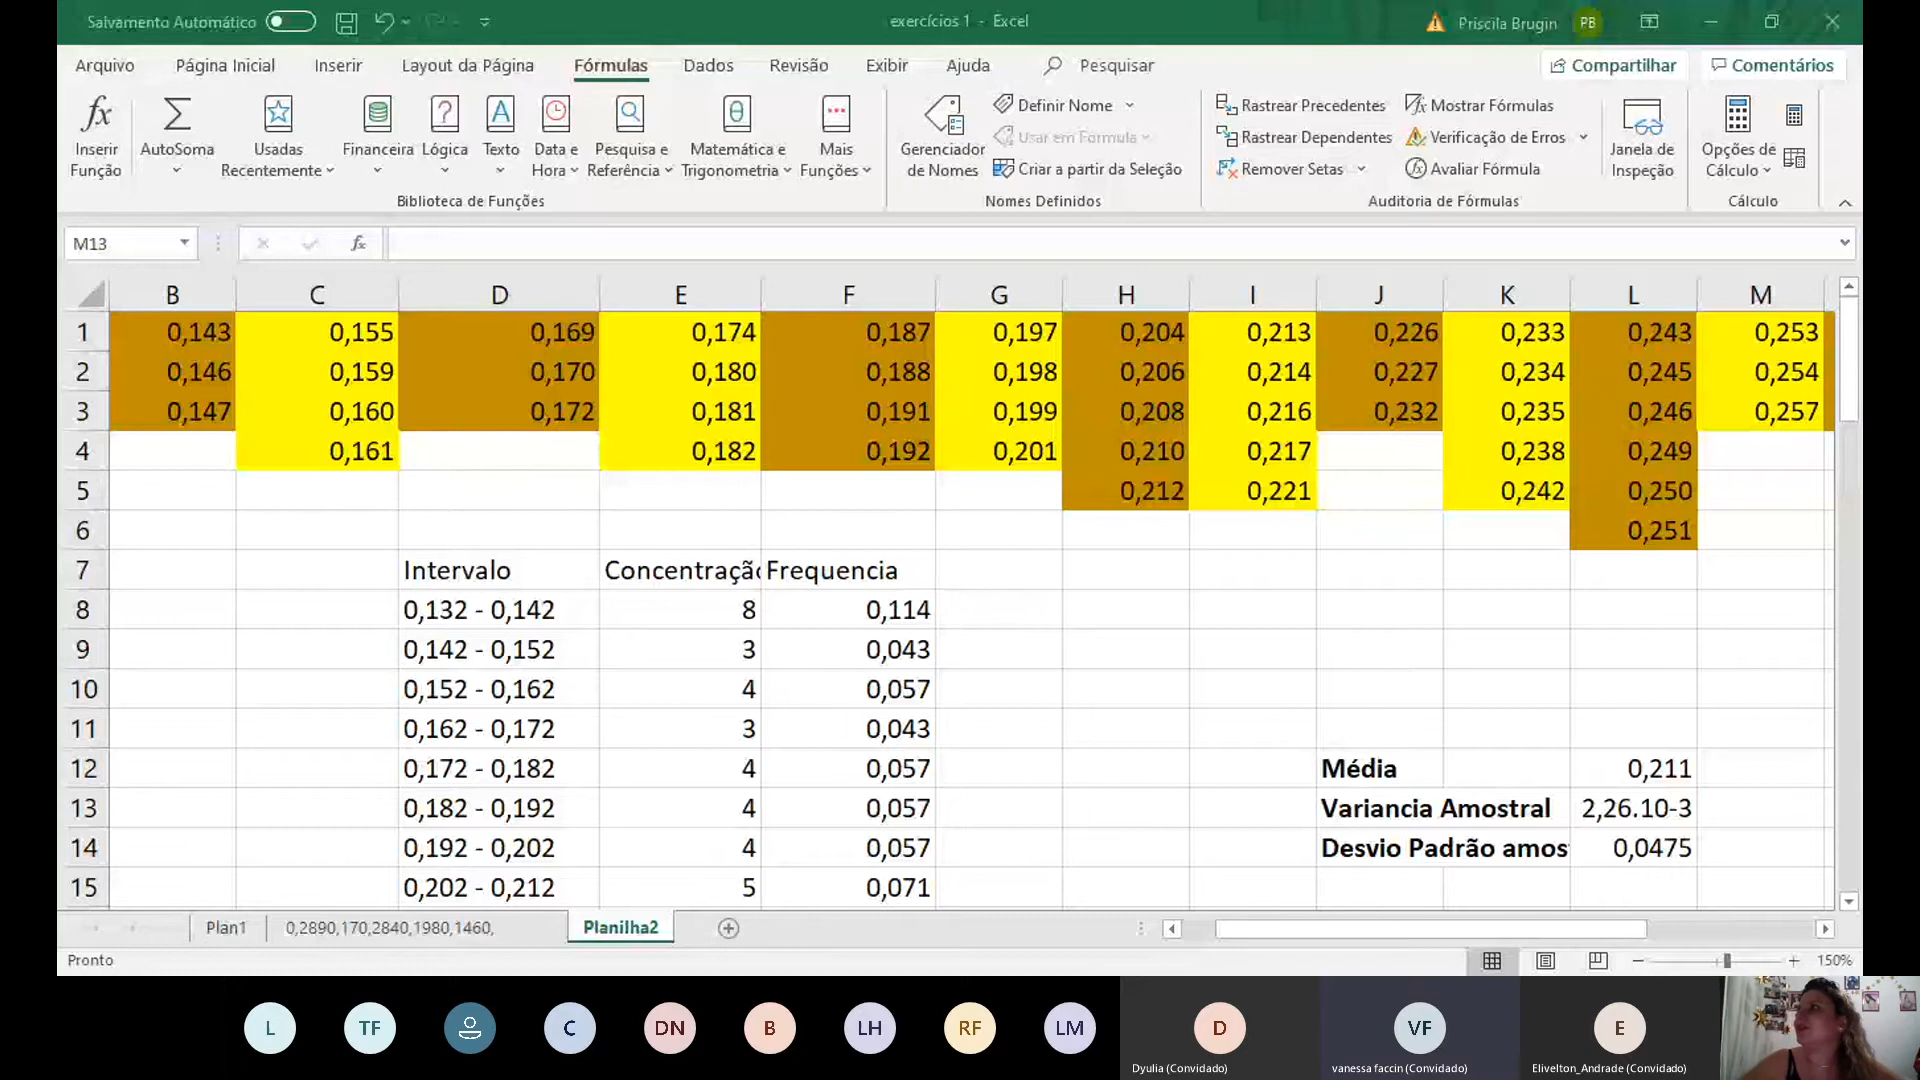 Salvamento Automático
exercícios 1 - Excel
Priscila Brugin PB
Arquivo Página Inicial Inserir Layout da Página Fórmulas Dados Revisão Exibir Ajuda Pesquisar Compartilhar Comentários
Inserir Função
AutoSoma
Usadas Recentemente
Financeira
Lógica
Texto
Data e Hora
Pesquisa e Referência
Matemática e Trigonometria
Mais Funções
Biblioteca de Funções
Gerenciador de Nomes
Definir Nome
Usar em Fórmula
Criar a partir da Seleção
Nomes Definidos
Rastrear Precedentes
Rastrear Dependentes
Remover Setas
Mostrar Fórmulas
Verificação de Erros
Avaliar Fórmula
Auditoria de Fórmulas
Janela de Inspeção
Opções de Cálculo
Cálculo
M13 fx
B C D E F G H I J K L M
1 0,143 0,155 0,169 0,174 0,187 0,197 0,204 0,213 0,226 0,233 0,243 0,253
2 0,146 0,159 0,170 0,180 0,188 0,198 0,206 0,214 0,227 0,234 0,245 0,254
3 0,147 0,160 0,172 0,181 0,191 0,199 0,208 0,216 0,232 0,235 0,246 0,257
4 0,161 0,182 0,192 0,201 0,210 0,217 0,238 0,249
5 0,212 0,221 0,242 0,250
6 0,251
7 Intervalo Concentraçã Frequencia
8 0,132 - 0,142 8 0,114
9 0,142 - 0,152 3 0,043
10 0,152 - 0,162 4 0,057
11 0,162 - 0,172 3 0,043
12 0,172 - 0,182 4 0,057 Média 0,211
13 0,182 - 0,192 4 0,057 Variancia Amostral 2,26.10-3
14 0,192 - 0,202 4 0,057 Desvio Padrão amos 0,0475
15 0,202 - 0,212 5 0,071
Plan1 0,2890,170,2840,1980,1460, Planilha2
Pronto 150%
L TF C DN B LH RF LM D VF E
Dyulia (Convidado) vanessa faccin (Convidado) Elivelton_Andrade (Convidado)